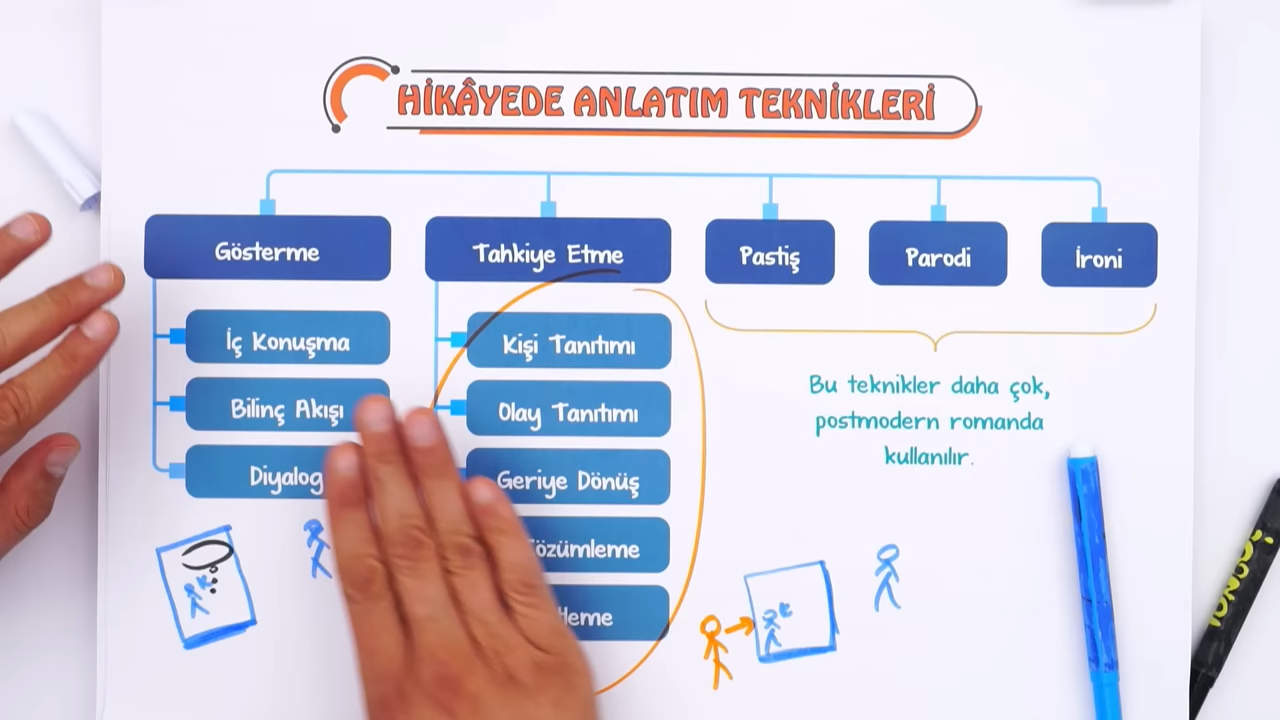 HİKÂYEDE ANLATIM TEKNİKLERİ
Gösterme
İç Konuşma
Bilinç Akışı
Diyalog
Tahkiye Etme
Kişi Tanıtımı
Olay Tanıtımı
Geriye Dönüş
Pastiş
Parodi
İroni
Bu teknikler daha çok,
postmodern romanda
kullanılır.